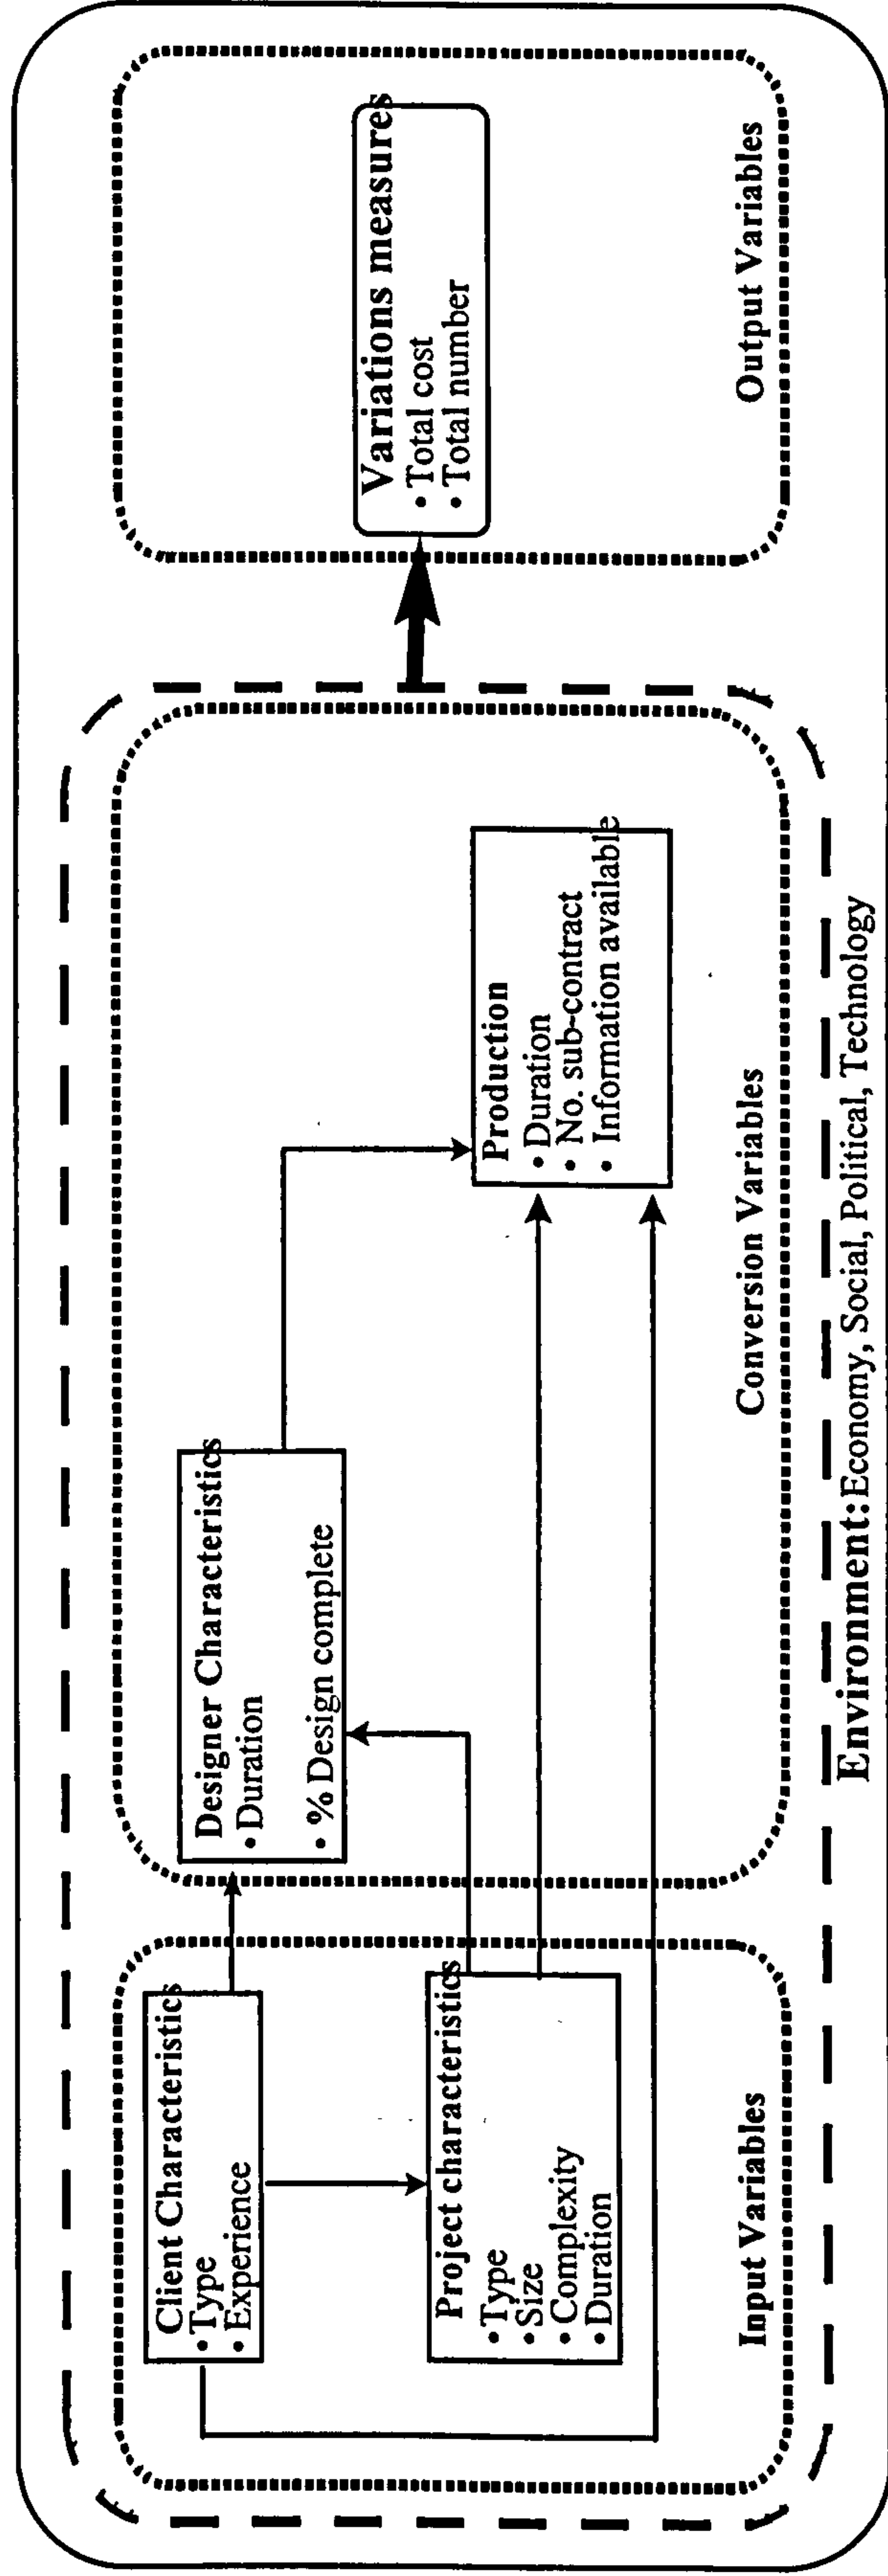 Client Characteristics
• Type
• Experience
Project characteristics
• Type
• Size
• Complexity
• Duration
Input Variables
Designer Characteristics
• Duration
• % Design complete
Production
• Duration
• No. sub-contract
• Information available
Conversion Variables
Variations measures
• Total cost
• Total number
Output Variables
Environment: Economy, Social, Political, Technology